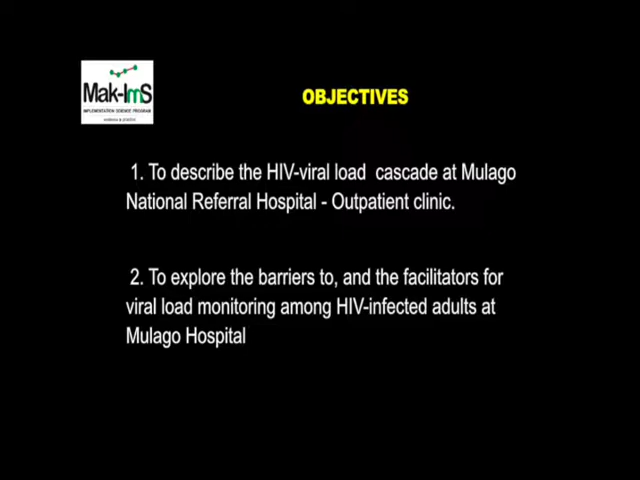 Mak-ImS
IMPLEMENTATION SCIENCE PROGRAM
OBJECTIVES
1. To describe the HIV-viral load cascade at Mulago
National Referral Hospital - Outpatient clinic.
2. To explore the barriers to, and the facilitators for
viral load monitoring among HIV-infected adults at
Mulago Hospital